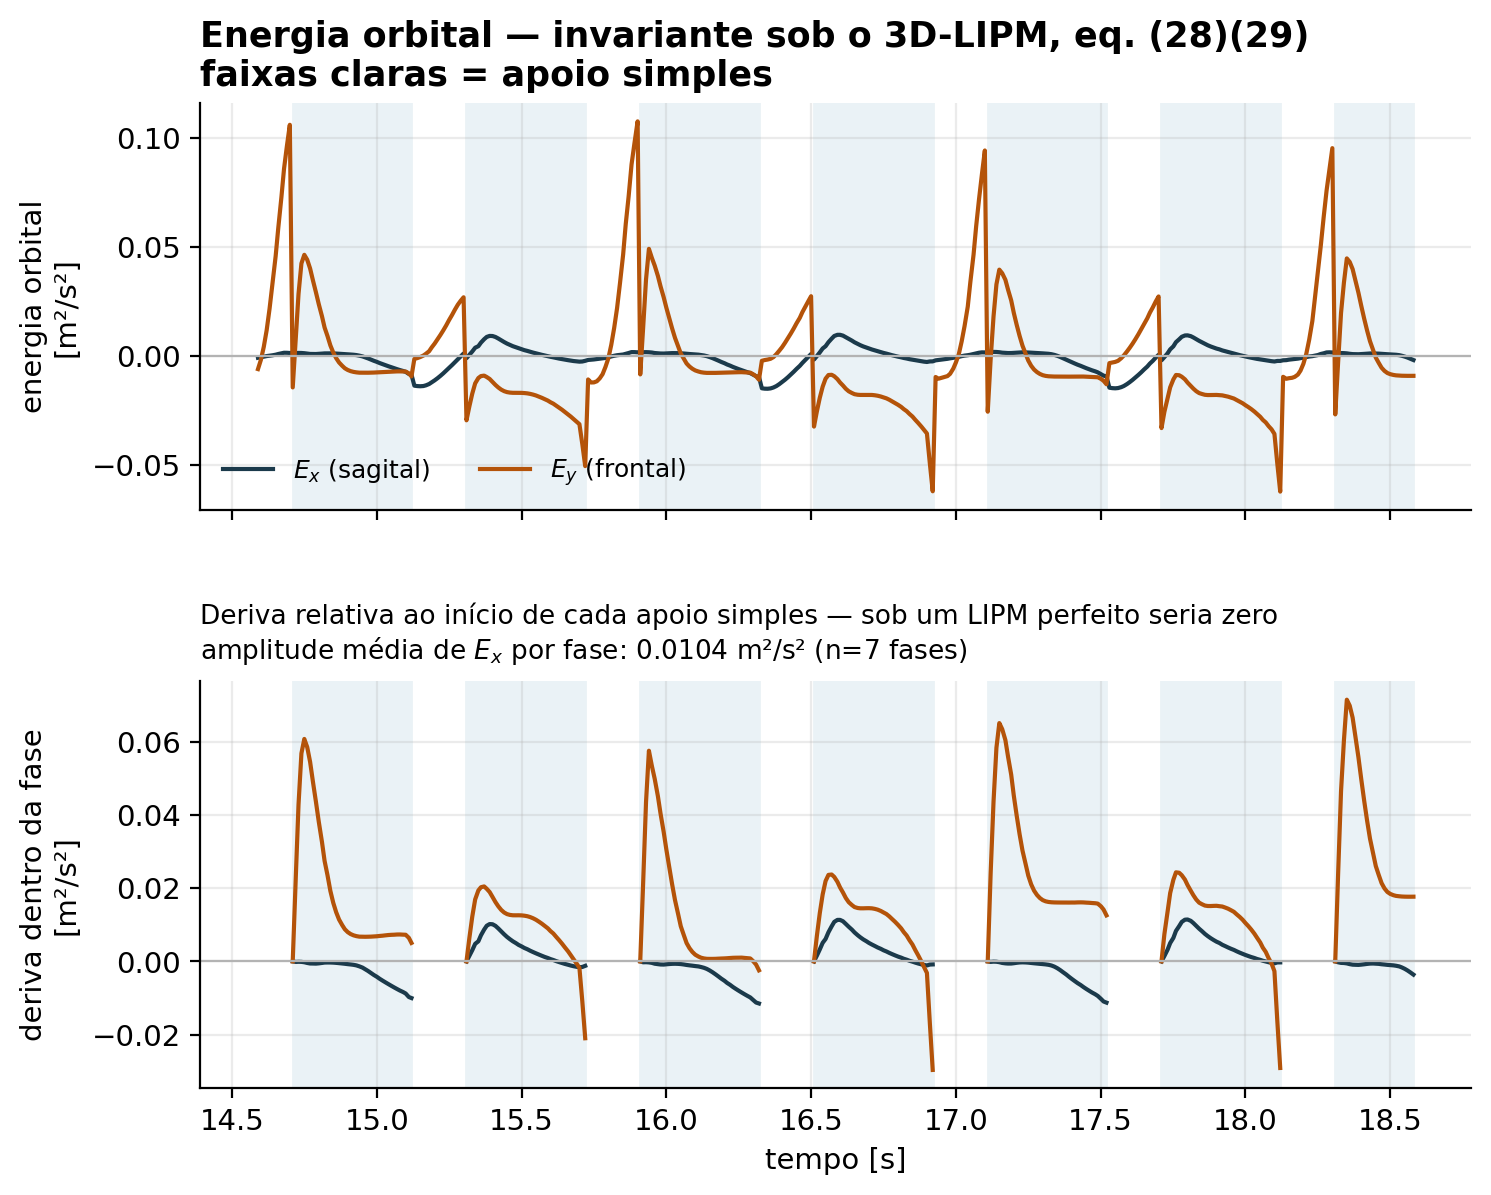 Energia orbital — invariante sob o 3D-LIPM, eq. (28)(29)
faixas claras = apoio simples
0.10
0.05
0.00
−0.05
energia orbital
[m²/s²]
Eₓ (sagital)
E_y (frontal)
Deriva relativa ao início de cada apoio simples — sob um LIPM perfeito seria zero
amplitude média de Eₓ por fase: 0.0104 m²/s² (n=7 fases)
0.06
0.04
0.02
0.00
−0.02
deriva dentro da fase
[m²/s²]
14.5 15.0 15.5 16.0 16.5 17.0 17.5 18.0 18.5
tempo [s]